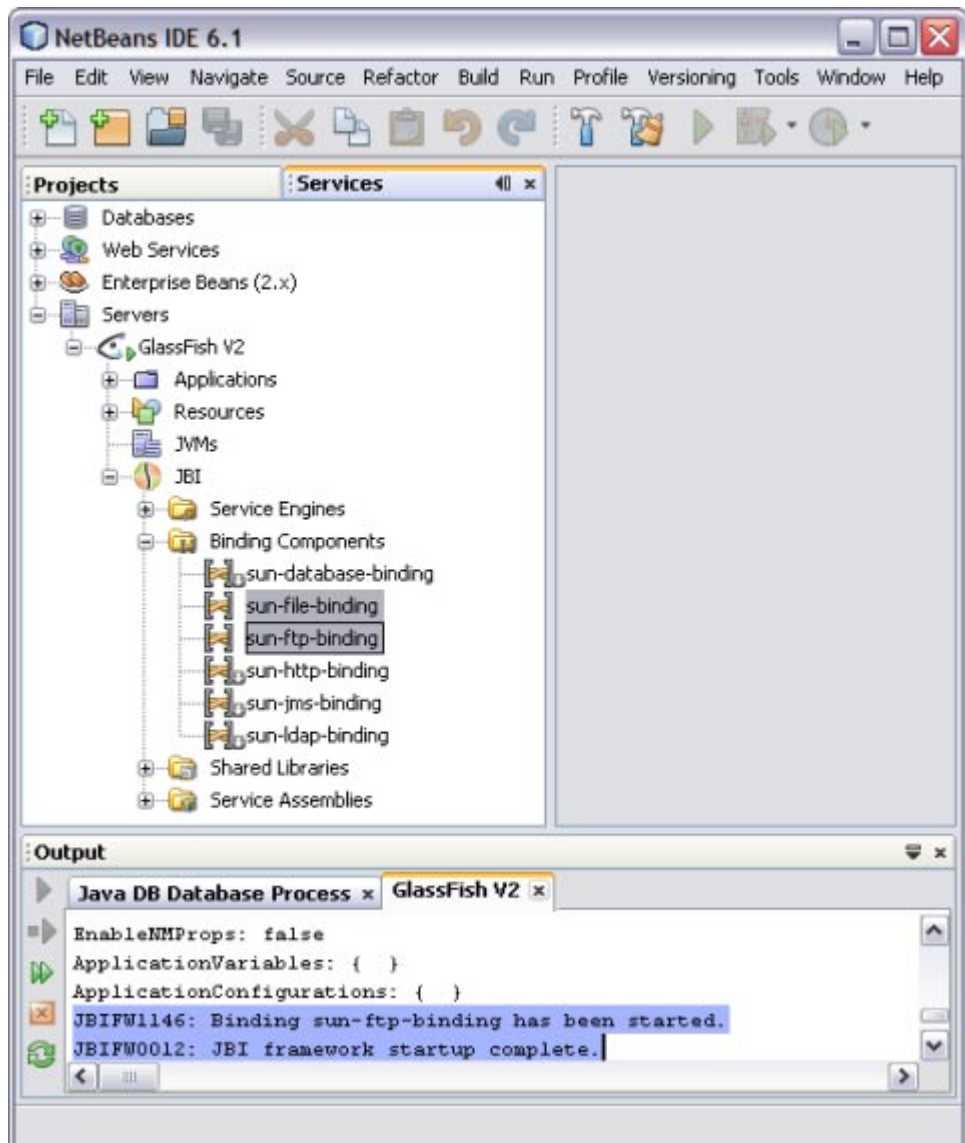 NetBeans IDE 6.1
File Edit View Navigate Source Refactor Build Run Profile Versioning Tools Window Help
Projects Services
Databases
Web Services
Enterprise Beans (2.x)
Servers
GlassFish V2
Applications
Resources
JVMs
JBI
Service Engines
Binding Components
sun-database-binding
sun-file-binding
sun-ftp-binding
sun-http-binding
sun-jms-binding
sun-ldap-binding
Shared Libraries
Service Assemblies
Output
Java DB Database Process x GlassFish V2 x
EnableNMProps: false
ApplicationVariables: { }
ApplicationConfigurations: { }
JBIFW1146: Binding sun-ftp-binding has been started.
JBIFW0012: JBI framework startup complete.